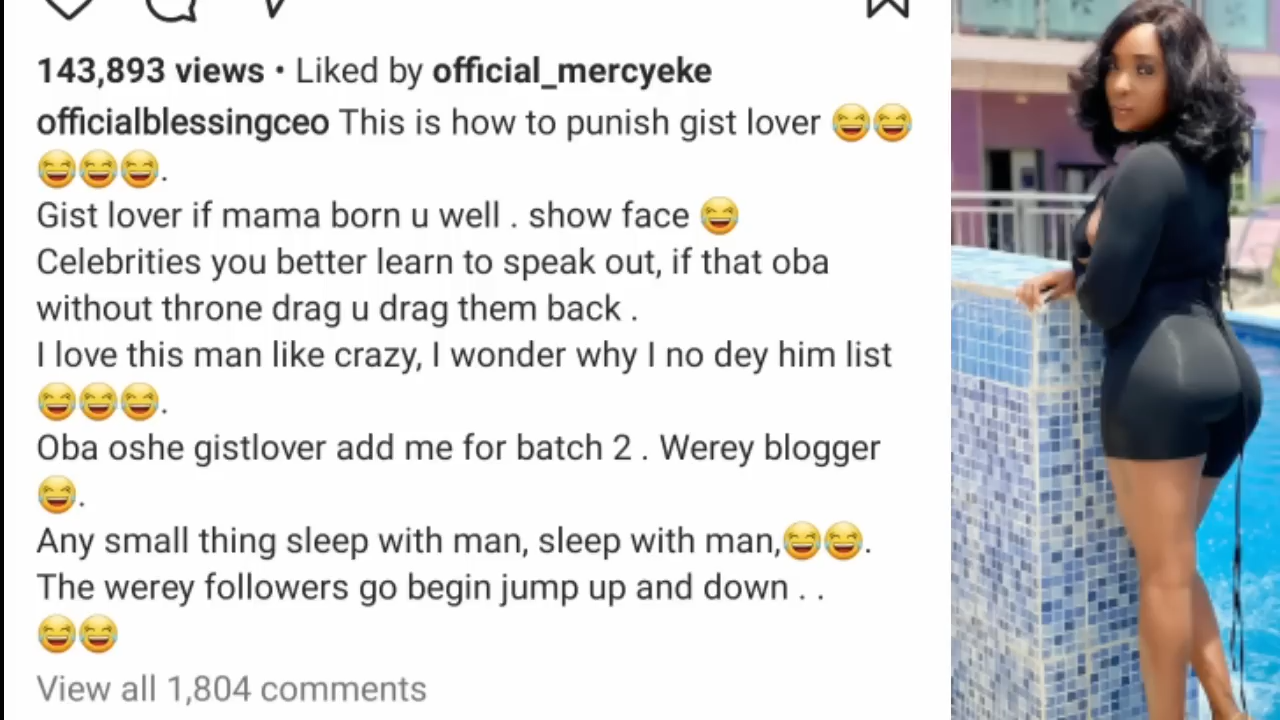 143,893 views • Liked by official_mercyeke
officialblessingceo This is how to punish gist lover 😂😂
😂😂😂.
Gist lover if mama born u well . show face 😂
Celebrities you better learn to speak out, if that oba
without throne drag u drag them back .
I love this man like crazy, I wonder why I no dey him list
😂😂😂.
Oba oshe gistlover add me for batch 2 . Werey blogger
😂.
Any small thing sleep with man, sleep with man,😂😂.
The werey followers go begin jump up and down . .
😂😂
View all 1,804 comments